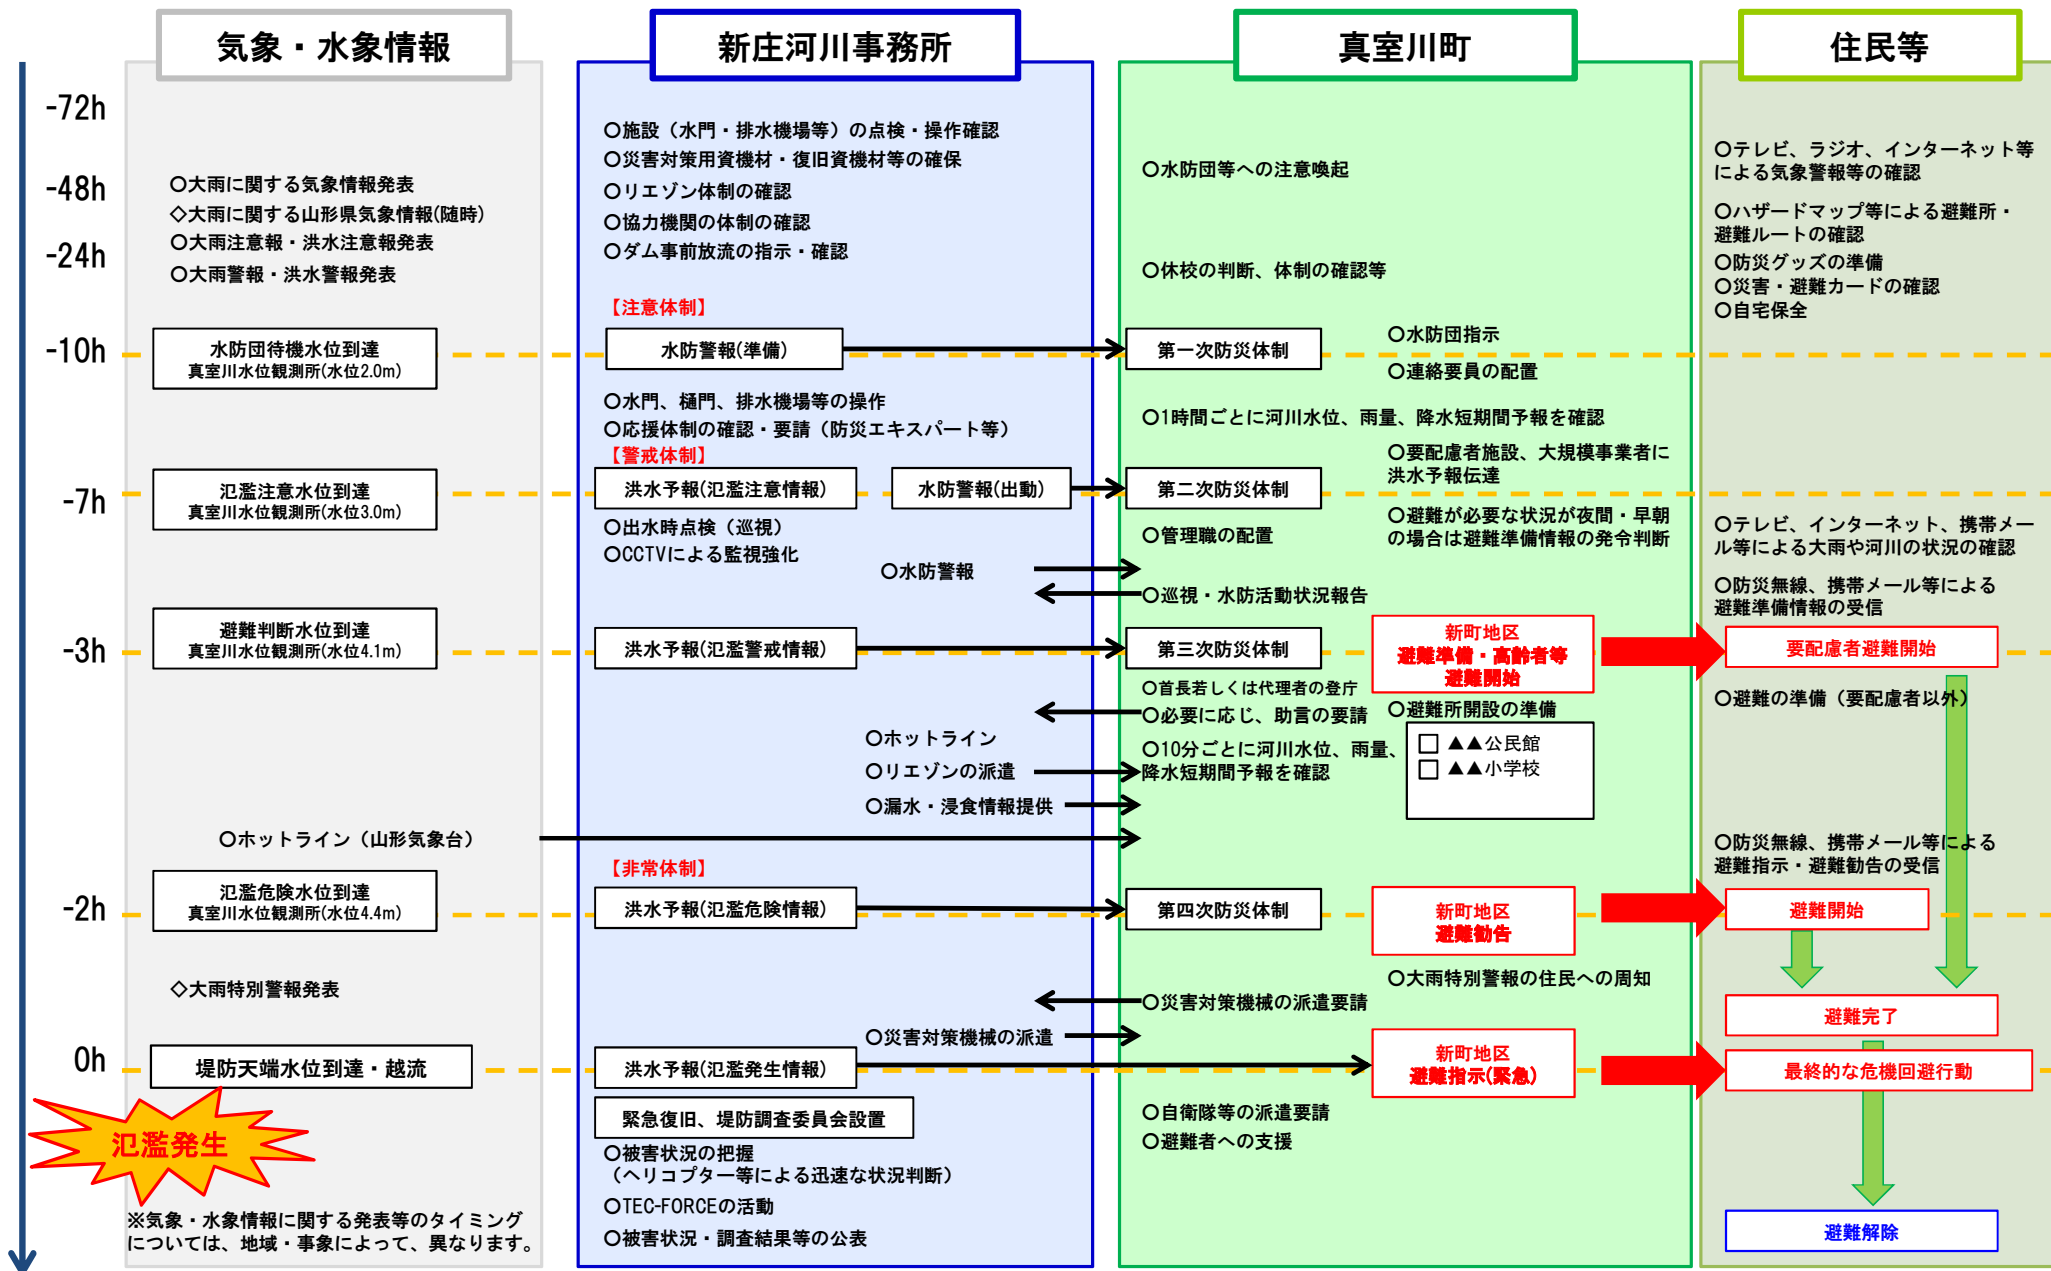 気象・水象情報
新庄河川事務所
真室川町
住民等
-72h
-48h
-24h
-10h
-7h
-3h
-2h
0h
○大雨に関する気象情報発表
◇大雨に関する山形県気象情報(随時)
○大雨注意報・洪水注意報発表
○大雨警報・洪水警報発表
水防団待機水位到達
真室川水位観測所(水位2.0m)
氾濫注意水位到達
真室川水位観測所(水位3.0m)
避難判断水位到達
真室川水位観測所(水位4.1m)
○ホットライン（山形気象台）
氾濫危険水位到達
真室川水位観測所(水位4.4m)
◇大雨特別警報発表
堤防天端水位到達・越流
氾濫発生
※気象・水象情報に関する発表等のタイミング
については、地域・事象によって、異なります。
○施設（水門・排水機場等）の点検・操作確認
○災害対策用資機材・復旧資機材等の確保
○リエゾン体制の確認
○協力機関の体制の確認
○ダム事前放流の指示・確認
【注意体制】
水防警報(準備)
○水門、樋門、排水機場等の操作
○応援体制の確認・要請（防災エキスパート等）
【警戒体制】
洪水予報(氾濫注意情報)
水防警報(出動)
○出水時点検（巡視）
○CCTVによる監視強化
○水防警報
洪水予報(氾濫警戒情報)
○ホットライン
○リエゾンの派遣
○漏水・浸食情報提供
【非常体制】
洪水予報(氾濫危険情報)
○災害対策機械の派遣
洪水予報(氾濫発生情報)
緊急復旧、堤防調査委員会設置
○被害状況の把握
（ヘリコプター等による迅速な状況判断）
○TEC-FORCEの活動
○被害状況・調査結果等の公表
○水防団等への注意喚起
○休校の判断、体制の確認等
第一次防災体制
○水防団指示
○連絡要員の配置
○1時間ごとに河川水位、雨量、降水短期間予報を確認
○要配慮者施設、大規模事業者に
洪水予報伝達
第二次防災体制
○管理職の配置
○避難が必要な状況が夜間・早朝
の場合は避難準備情報の発令判断
○巡視・水防活動状況報告
第三次防災体制
新町地区
避難準備・高齢者等
避難開始
○首長若しくは代理者の登庁
○必要に応じ、助言の要請
○避難所開設の準備
○10分ごとに河川水位、雨量、
降水短期間予報を確認
□ ▲▲公民館
□ ▲▲小学校
第四次防災体制
新町地区
避難勧告
○大雨特別警報の住民への周知
○災害対策機械の派遣要請
新町地区
避難指示(緊急)
○自衛隊等の派遣要請
○避難者への支援
○テレビ、ラジオ、インターネット等
による気象警報等の確認
○ハザードマップ等による避難所・
避難ルートの確認
○防災グッズの準備
○災害・避難カードの確認
○自宅保全
○テレビ、インターネット、携帯メー
ル等による大雨や河川の状況の確認
○防災無線、携帯メール等による
避難準備情報の受信
要配慮者避難開始
○避難の準備（要配慮者以外）
○防災無線、携帯メール等による
避難指示・避難勧告の受信
避難開始
避難完了
最終的な危機回避行動
避難解除